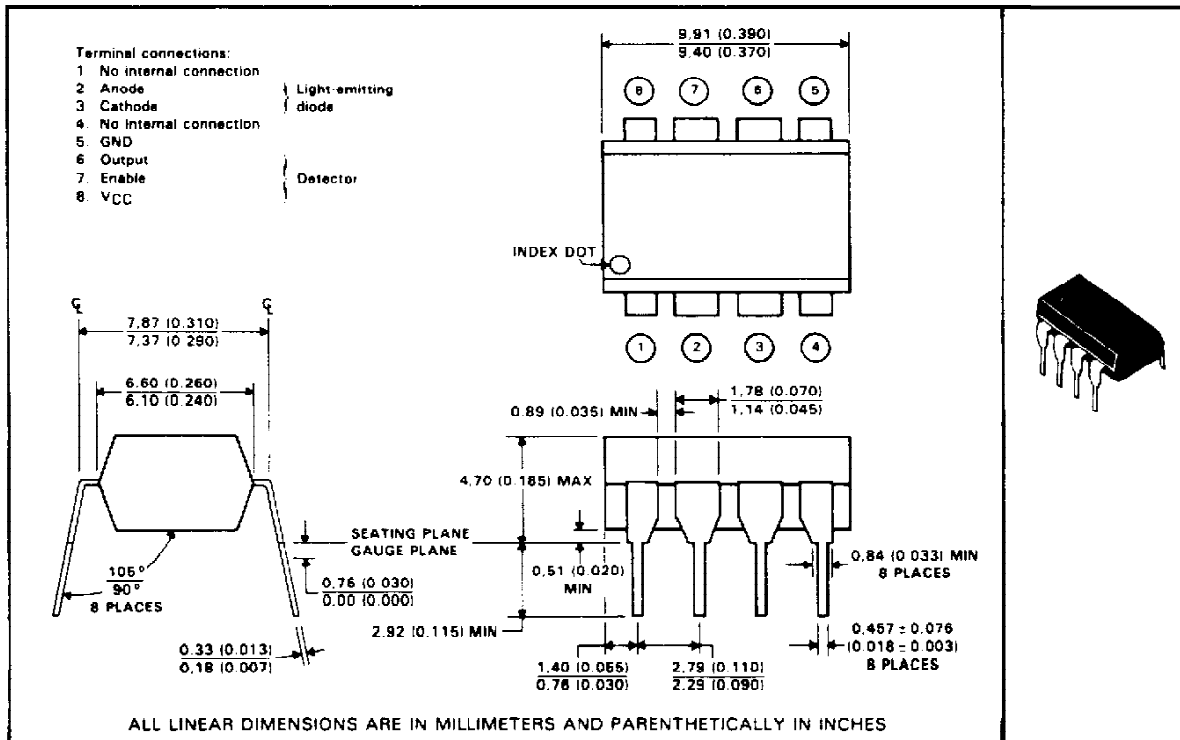 Terminal connections:
1 No internal connection
2 Anode
3 Cathode
Light-emitting
diode
4. No internal connection
5. GND
6 Output
7. Enable
8. VCC
Detector
9,91 (0.390)
9,40 (0.370)
8 7 6 5
INDEX DOT
1 2 3 4
℄ ℄
7,87 (0.310)
7,37 (0 290)
6.60 (0.260)
6.10 (0.240)
105°
90°
8 PLACES
0.33 (0.013)
0,18 (0.007)
SEATING PLANE
GAUGE PLANE
0,76 (0 030)
0.00 (0.000)
0.89 (0.035) MIN
1,78 (0.070)
1,14 (0.045)
4,70 (0.185) MAX
0,51 (0.020)
MIN
2.92 (0.115) MIN
0,84 (0 033) MIN
8 PLACES
0,457 ± 0.076
(0.018 ± 0.003)
8 PLACES
1,40 (0.055)
0,76 (0.030)
2,79 (0.110)
2,29 (0.090)
ALL LINEAR DIMENSIONS ARE IN MILLIMETERS AND PARENTHETICALLY IN INCHES